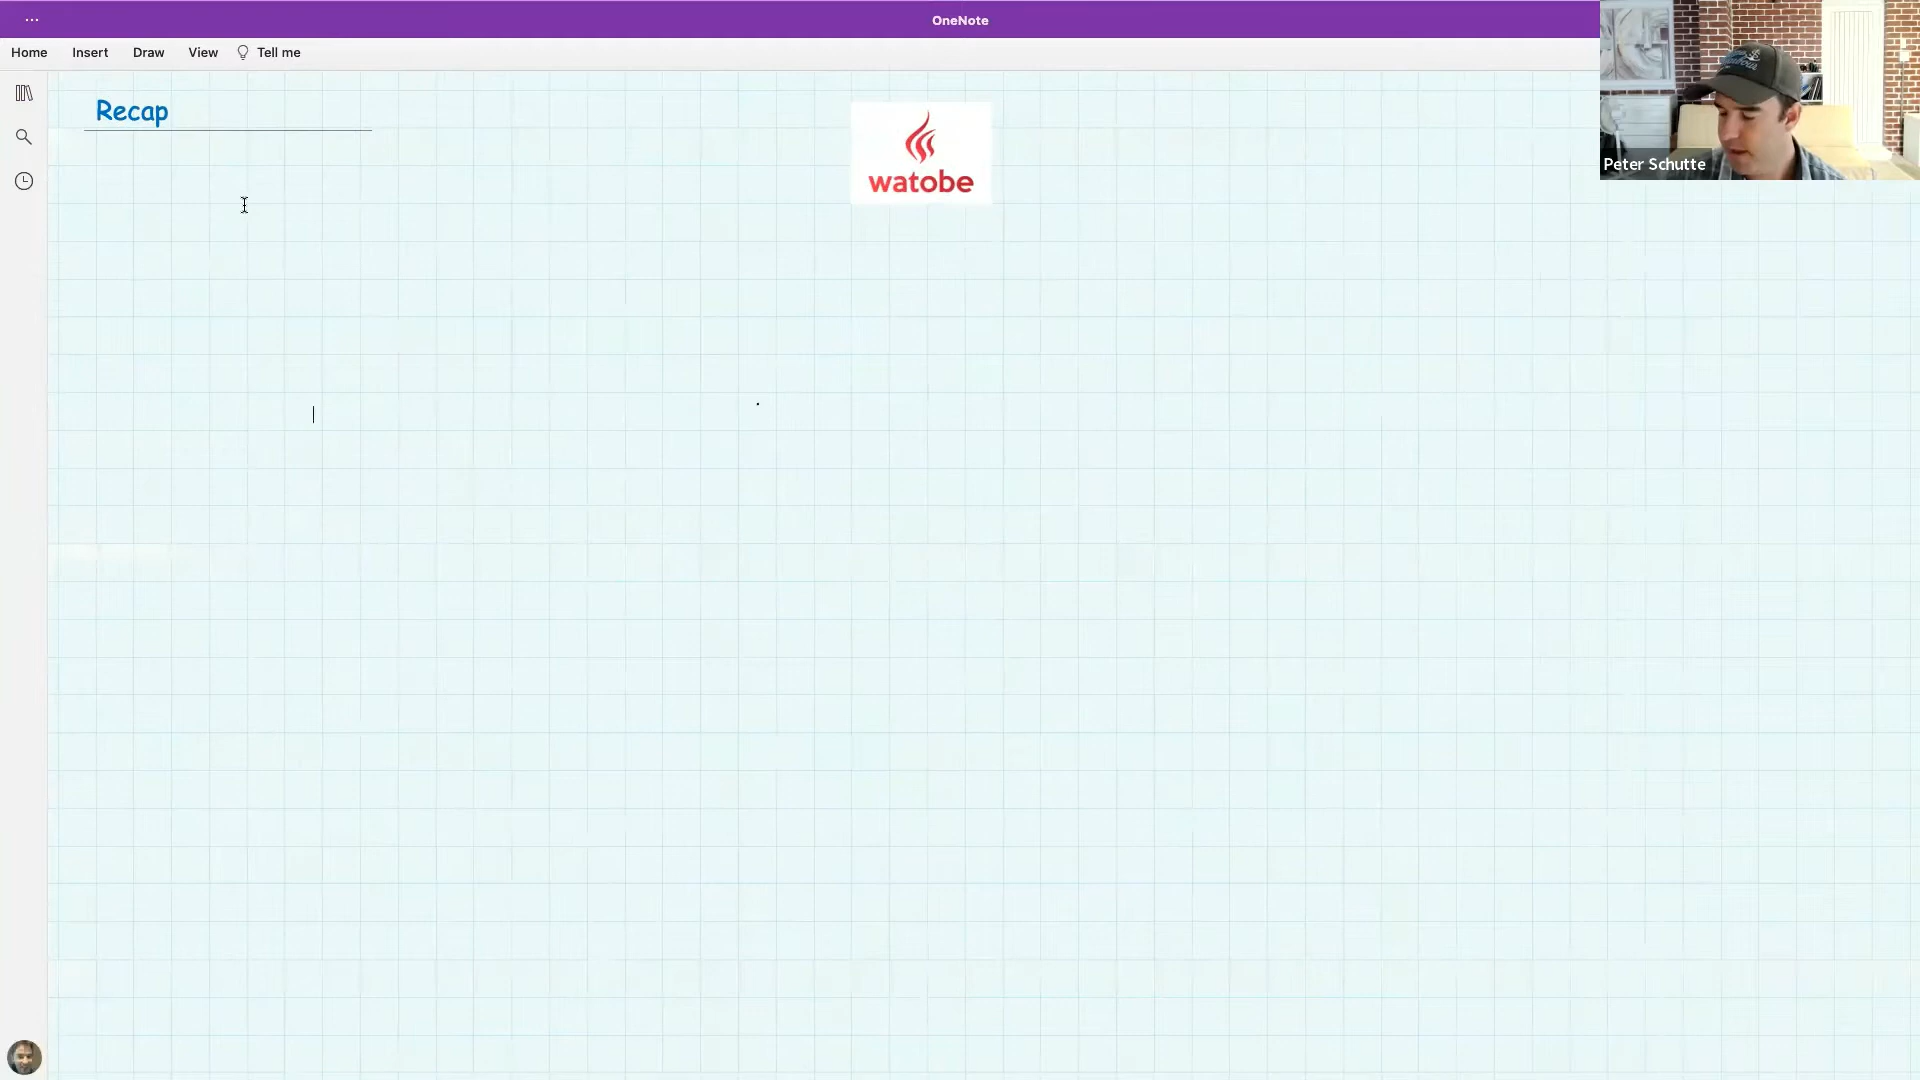 OneNote
Home Insert Draw View Tell me
Recap
watobe
Peter Schutte